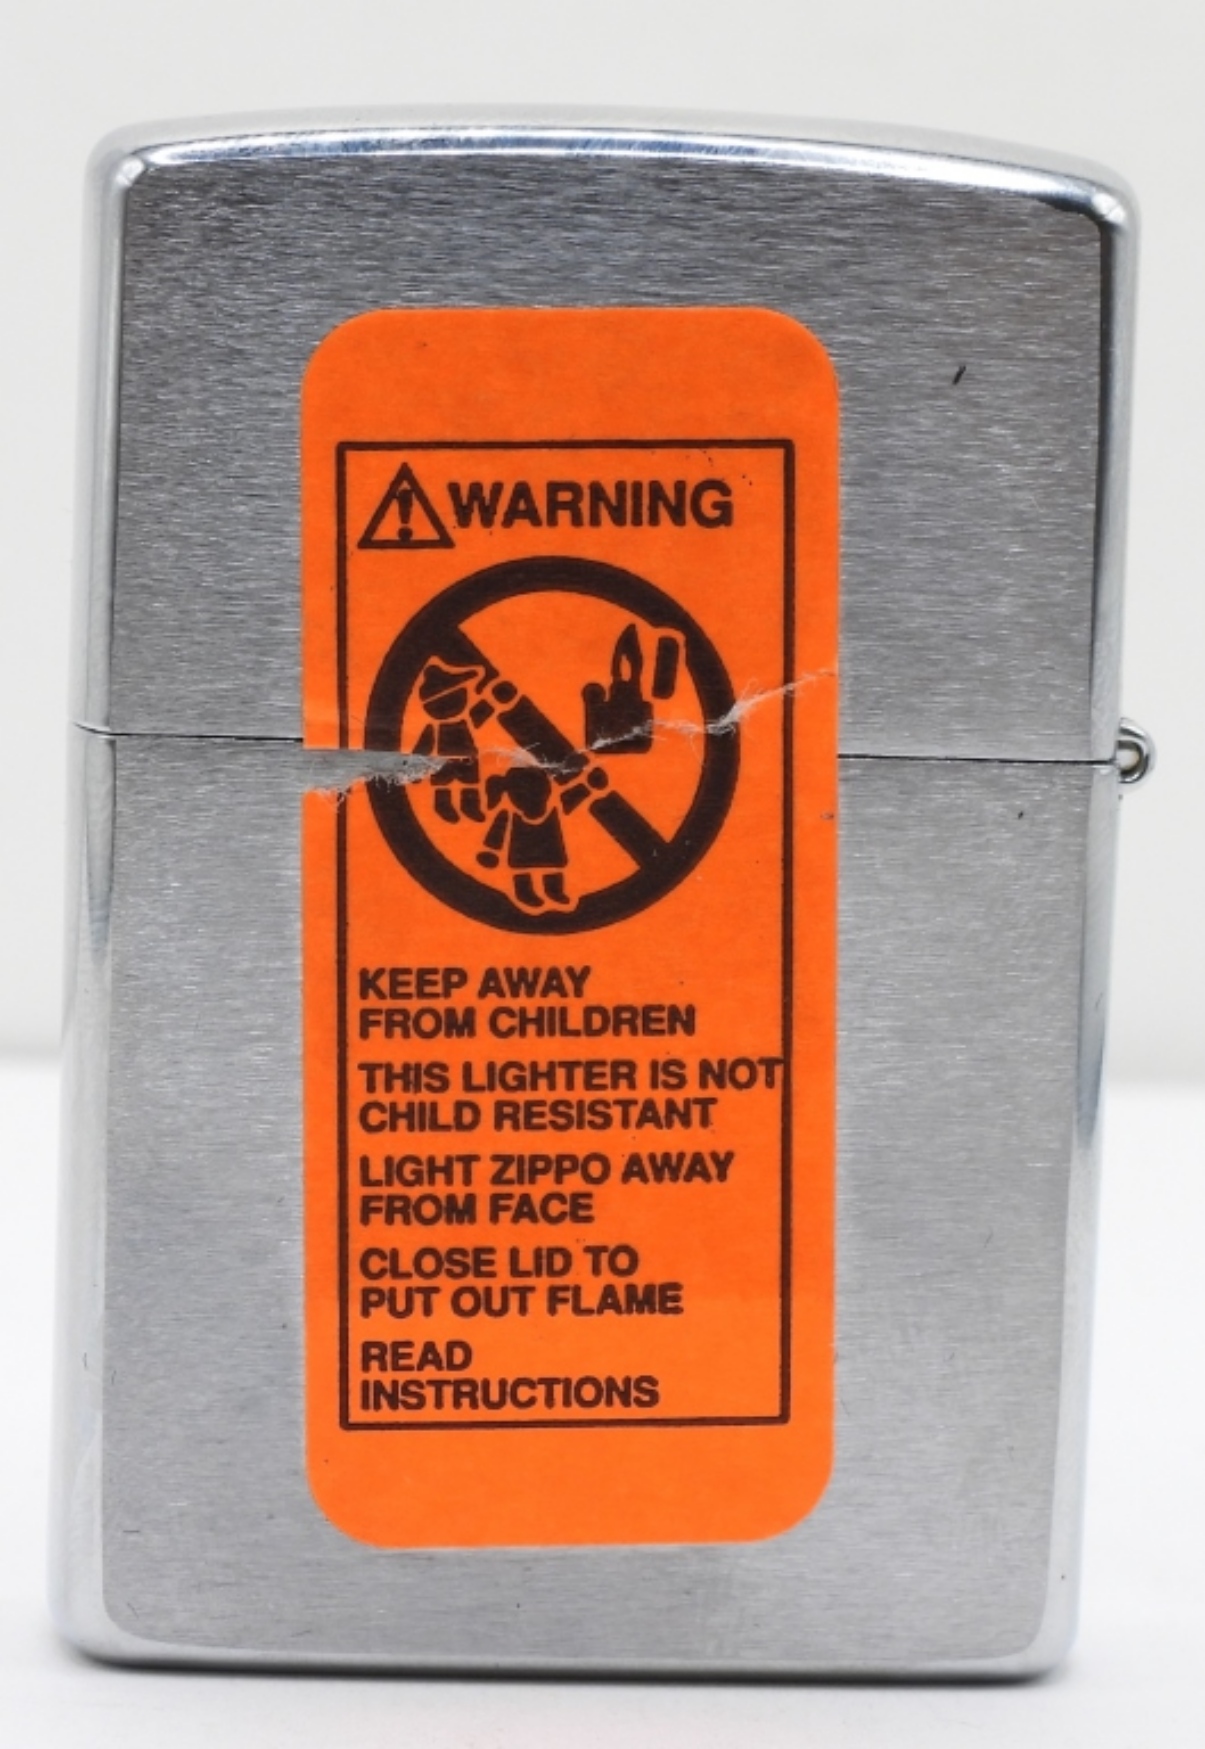 WARNING
KEEP AWAY
FROM CHILDREN
THIS LIGHTER IS NOT
CHILD RESISTANT
LIGHT ZIPPO AWAY
FROM FACE
CLOSE LID TO
PUT OUT FLAME
READ
INSTRUCTIONS